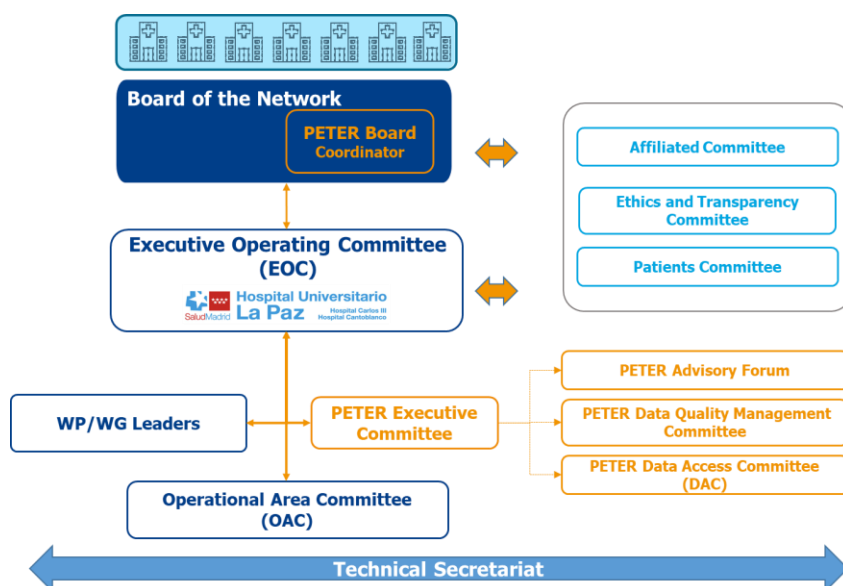 Board of the Network
PETER Board
Coordinator
Affiliated Committee
Ethics and Transparency
Committee
Patients Committee
Executive Operating Committee
(EOC)
SaludMadrid
Hospital Universitario
La Paz
Hospital Carlos III
Hospital Cantoblanco
WP/WG Leaders
PETER Executive
Committee
PETER Advisory Forum
PETER Data Quality Management
Committee
PETER Data Access Committee
(DAC)
Operational Area Committee
(OAC)
Technical Secretariat